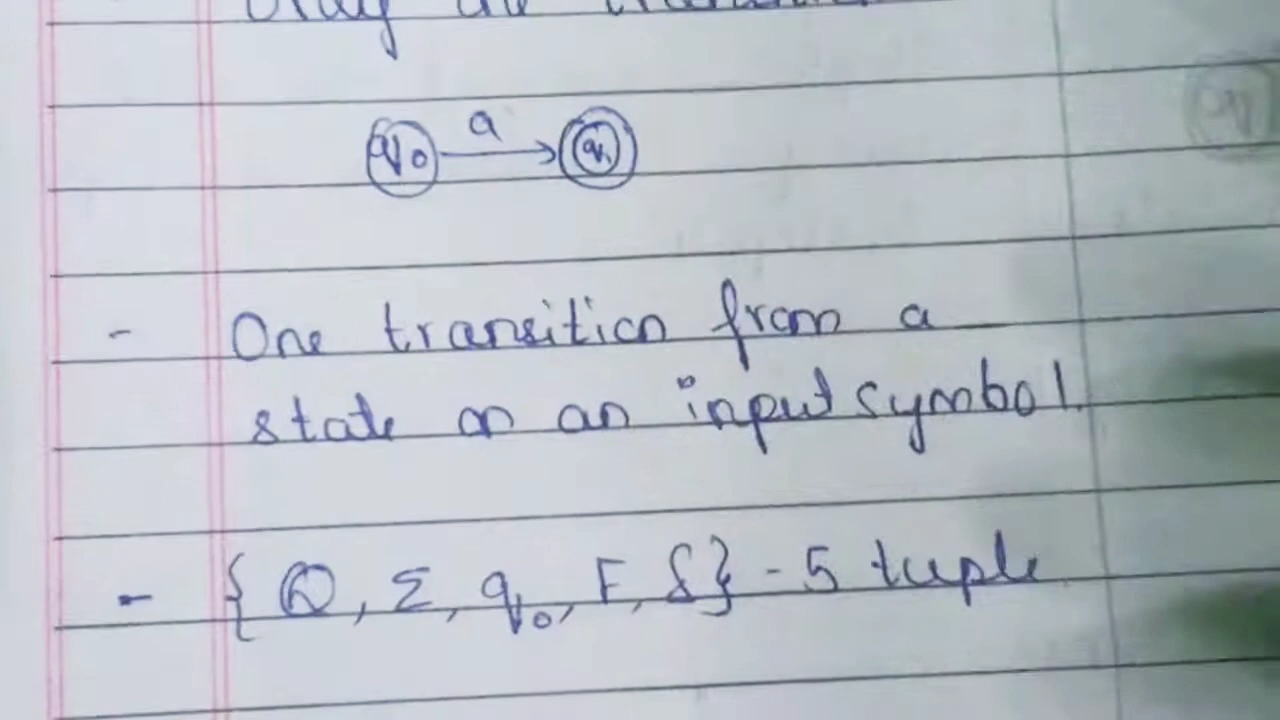 a
q₀ q₁
- One transition from a
state on an input symbol.
- { Q, Σ, q₀, F, δ} - 5 tuple